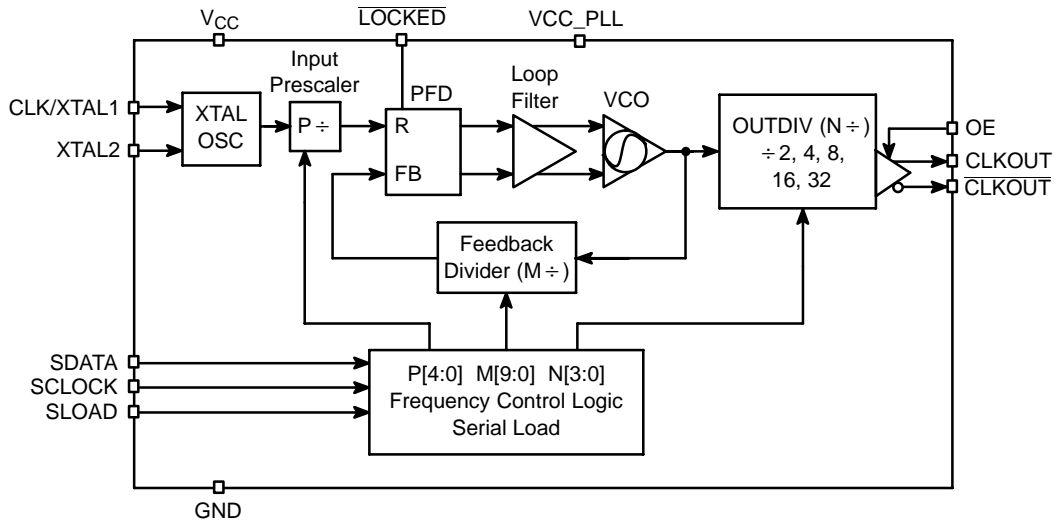 VCC
LOCKED
VCC_PLL
Input
Prescaler
PFD
Loop
Filter
VCO
CLK/XTAL1
XTAL2
XTAL
OSC
P ÷
R
FB
OUTDIV (N ÷)
÷ 2, 4, 8,
16, 32
OE
CLKOUT
CLKOUT
Feedback
Divider (M ÷)
SDATA
SCLOCK
SLOAD
P[4:0] M[9:0] N[3:0]
Frequency Control Logic
Serial Load
GND